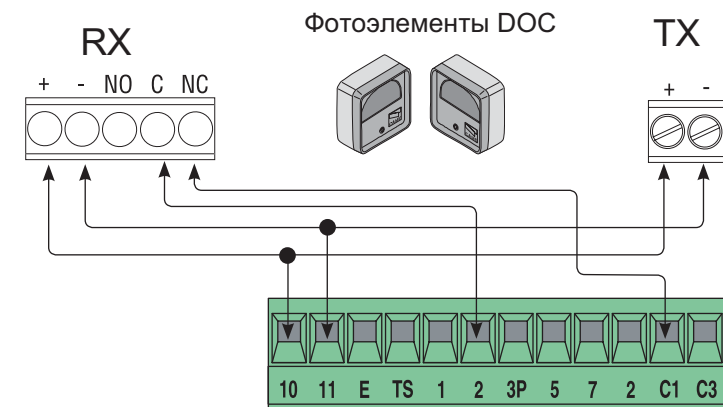 Фотоэлементы DOC
RX
TX
+ - NO C NC
+ -
10 11 E TS 1 2 3P 5 7 2 C1 C3